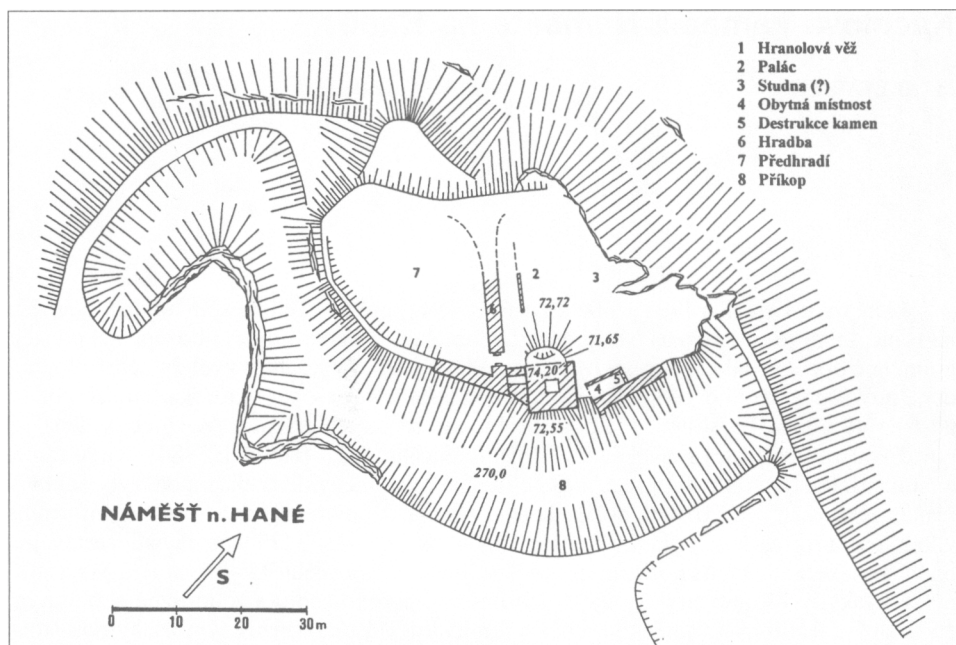 1 Hranolová věž
2 Palác
3 Studna (?)
4 Obytná místnost
5 Destrukce kamen
6 Hradba
7 Předhradí
8 Příkop
7
2
3
6
72,72
71,65
74,20
4
5
72,55
270,0
8
NÁMĚŠŤ n. HANÉ
S
0 10 20 30 m